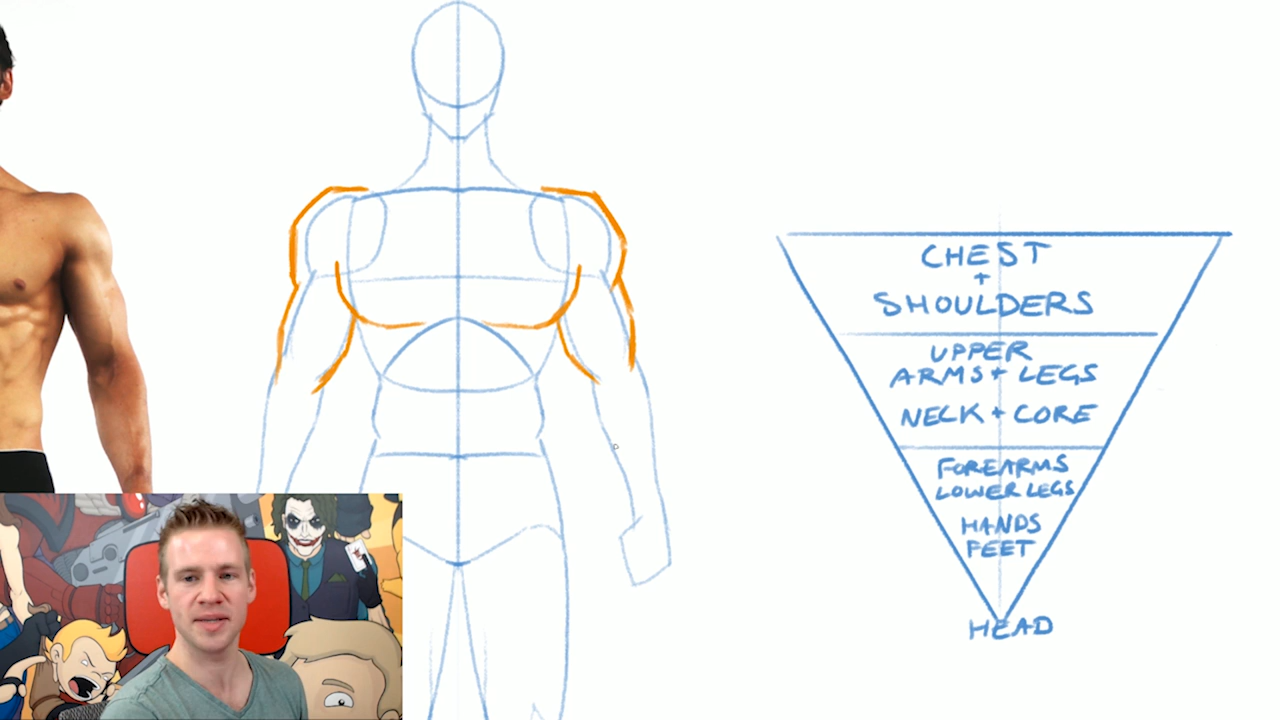 CHEST
+
SHOULDERS
UPPER
ARMS + LEGS
NECK + CORE
FOREARMS
LOWER LEGS
HANDS
FEET
HEAD